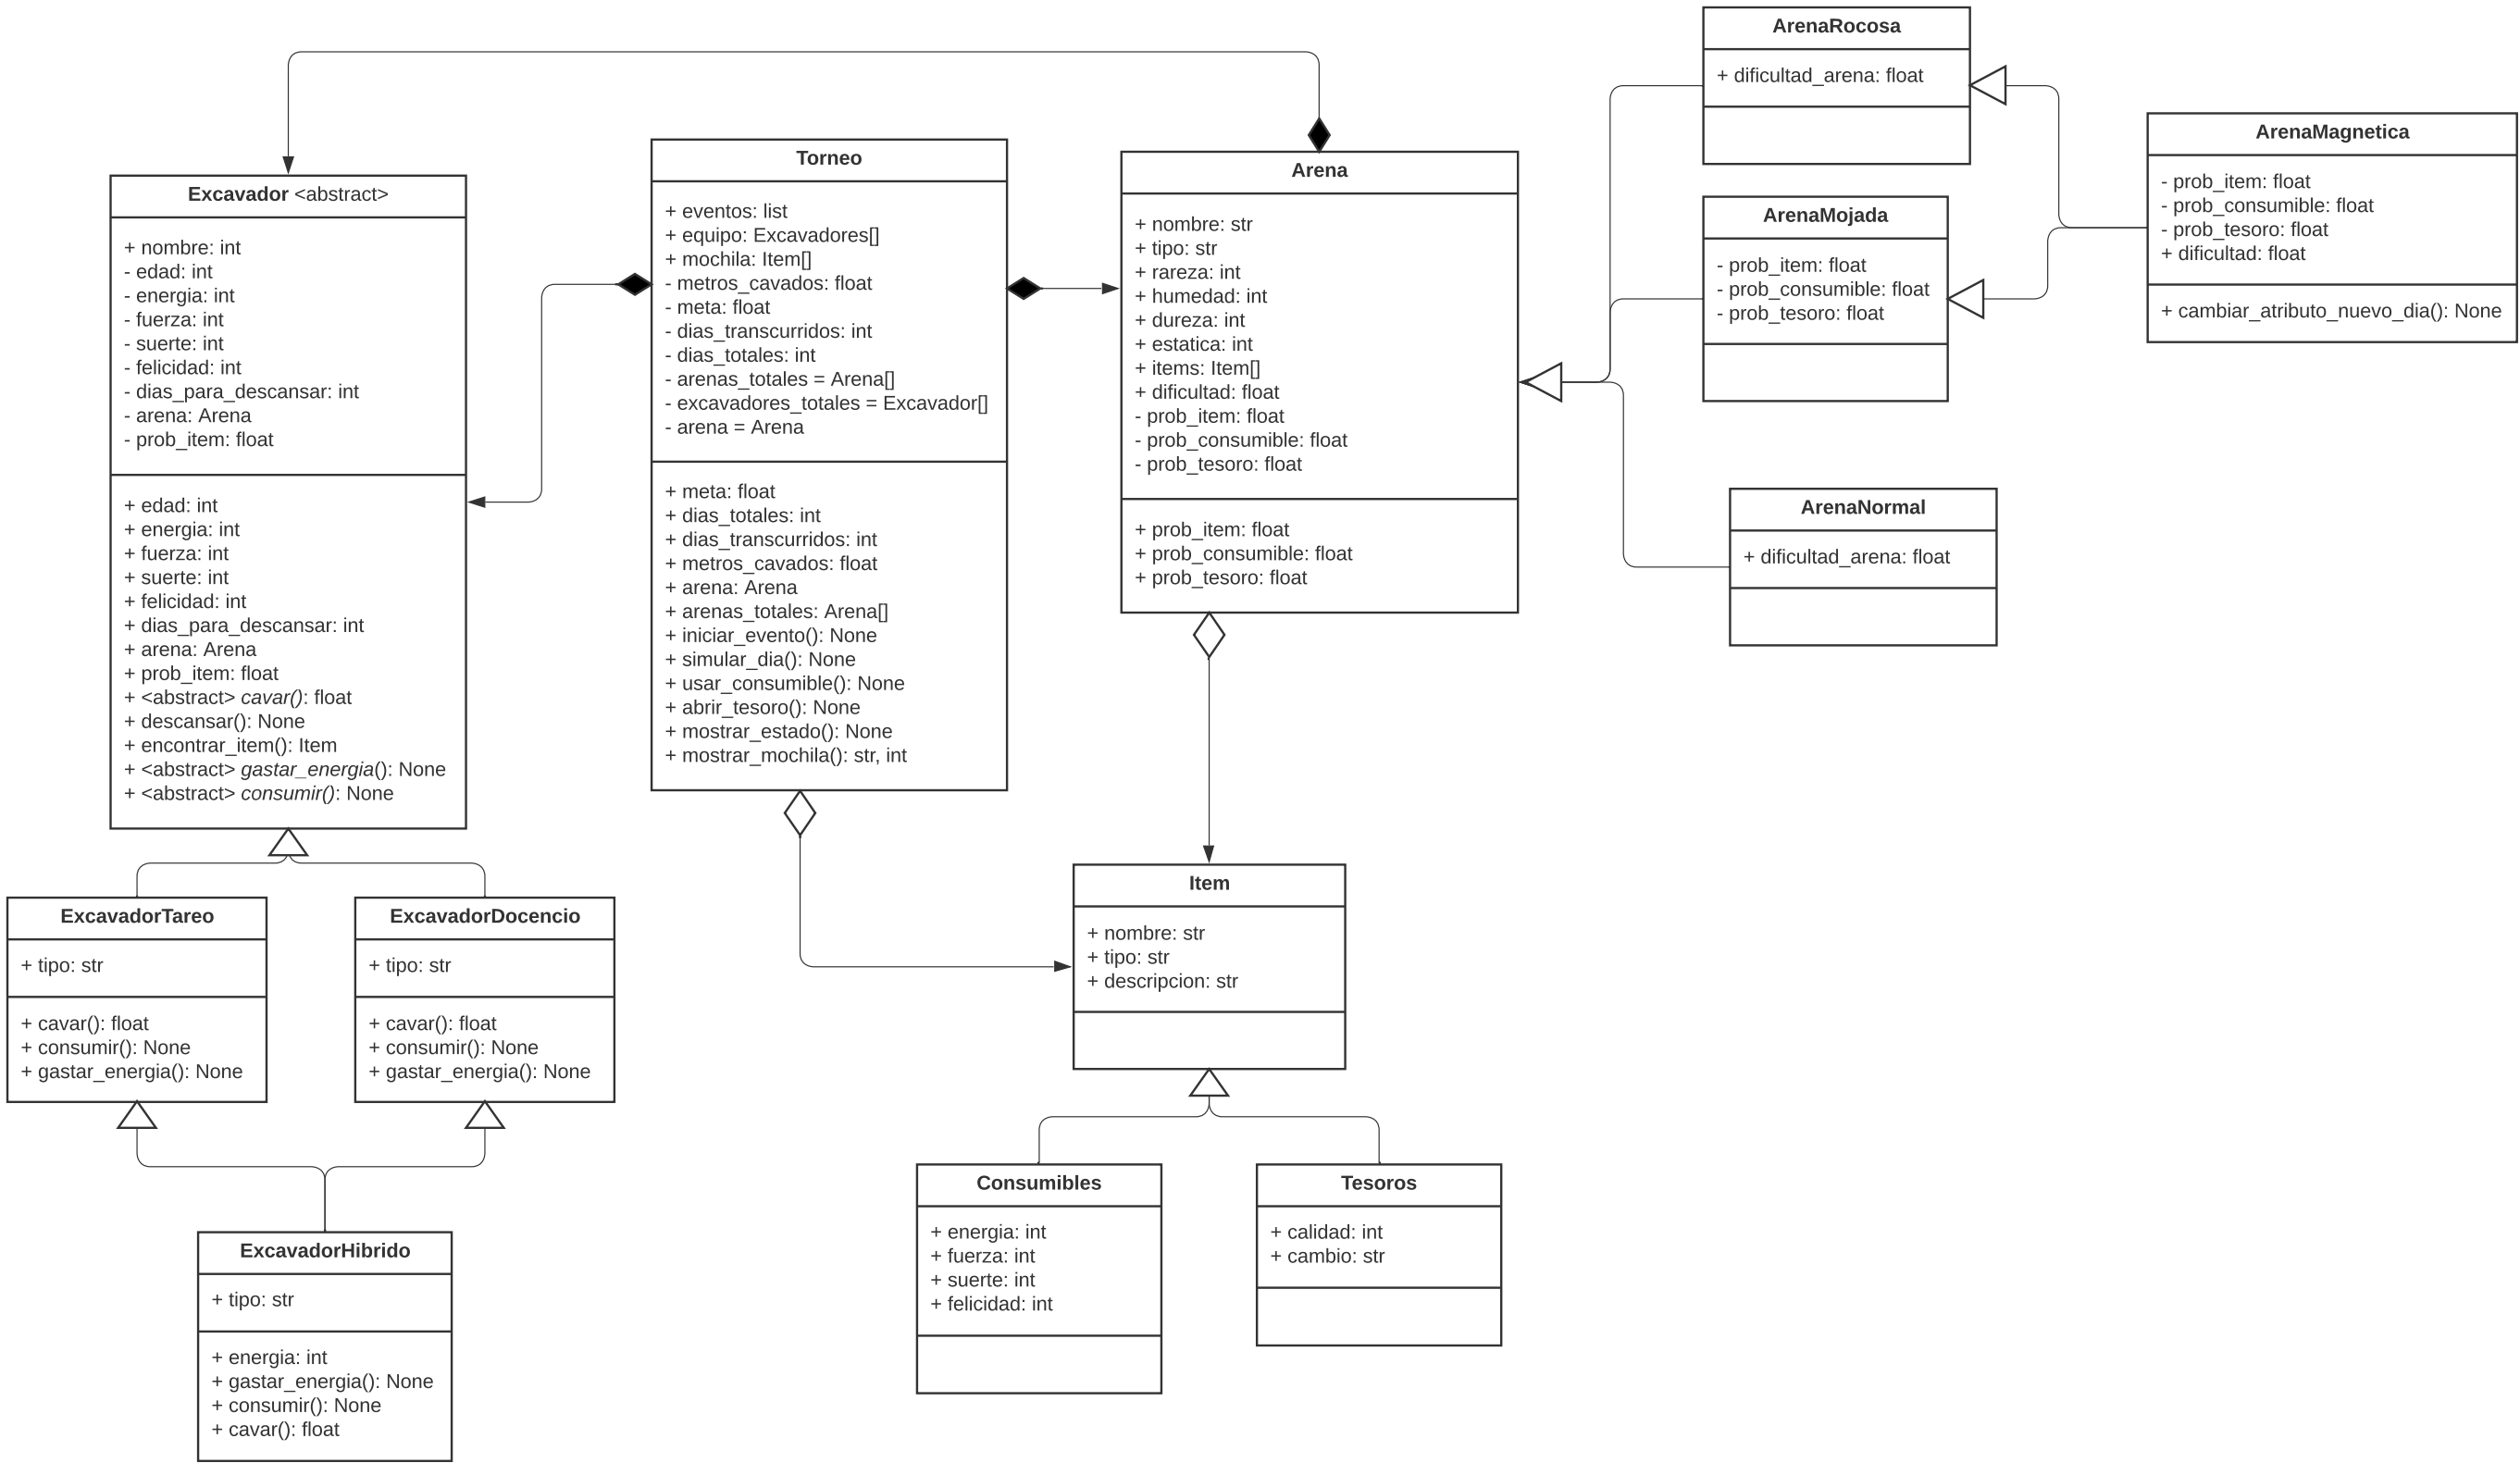 Excavador <abstract>
+ nombre: int
- edad: int
- energia: int
- fuerza: int
- suerte: int
- felicidad: int
- dias_para_descansar: int
- arena: Arena
- prob_item: float
+ edad: int
+ energia: int
+ fuerza: int
+ suerte: int
+ felicidad: int
+ dias_para_descansar: int
+ arena: Arena
+ prob_item: float
+ <abstract> cavar(): float
+ descansar(): None
+ encontrar_item(): Item
+ <abstract> gastar_energia(): None
+ <abstract> consumir(): None
Torneo
+ eventos: list
+ equipo: Excavadores[]
+ mochila: Item[]
- metros_cavados: float
- meta: float
- dias_transcurridos: int
- dias_totales: int
- arenas_totales = Arena[]
- excavadores_totales = Excavador[]
- arena = Arena
+ meta: float
+ dias_totales: int
+ dias_transcurridos: int
+ metros_cavados: float
+ arena: Arena
+ arenas_totales: Arena[]
+ iniciar_evento(): None
+ simular_dia(): None
+ usar_consumible(): None
+ abrir_tesoro(): None
+ mostrar_estado(): None
+ mostrar_mochila(): str, int
Arena
+ nombre: str
+ tipo: str
+ rareza: int
+ humedad: int
+ dureza: int
+ estatica: int
+ items: Item[]
+ dificultad: float
- prob_item: float
- prob_consumible: float
- prob_tesoro: float
+ prob_item: float
+ prob_consumible: float
+ prob_tesoro: float
ArenaRocosa
+ dificultad_arena: float
ArenaMojada
- prob_item: float
- prob_consumible: float
- prob_tesoro: float
ArenaMagnetica
- prob_item: float
- prob_consumible: float
- prob_tesoro: float
+ dificultad: float
+ cambiar_atributo_nuevo_dia(): None
ArenaNormal
+ dificultad_arena: float
ExcavadorTareo
+ tipo: str
+ cavar(): float
+ consumir(): None
+ gastar_energia(): None
ExcavadorDocencio
+ tipo: str
+ cavar(): float
+ consumir(): None
+ gastar_energia(): None
ExcavadorHibrido
+ tipo: str
+ energia: int
+ gastar_energia(): None
+ consumir(): None
+ cavar(): float
Item
+ nombre: str
+ tipo: str
+ descripcion: str
Consumibles
+ energia: int
+ fuerza: int
+ suerte: int
+ felicidad: int
Tesoros
+ calidad: int
+ cambio: str